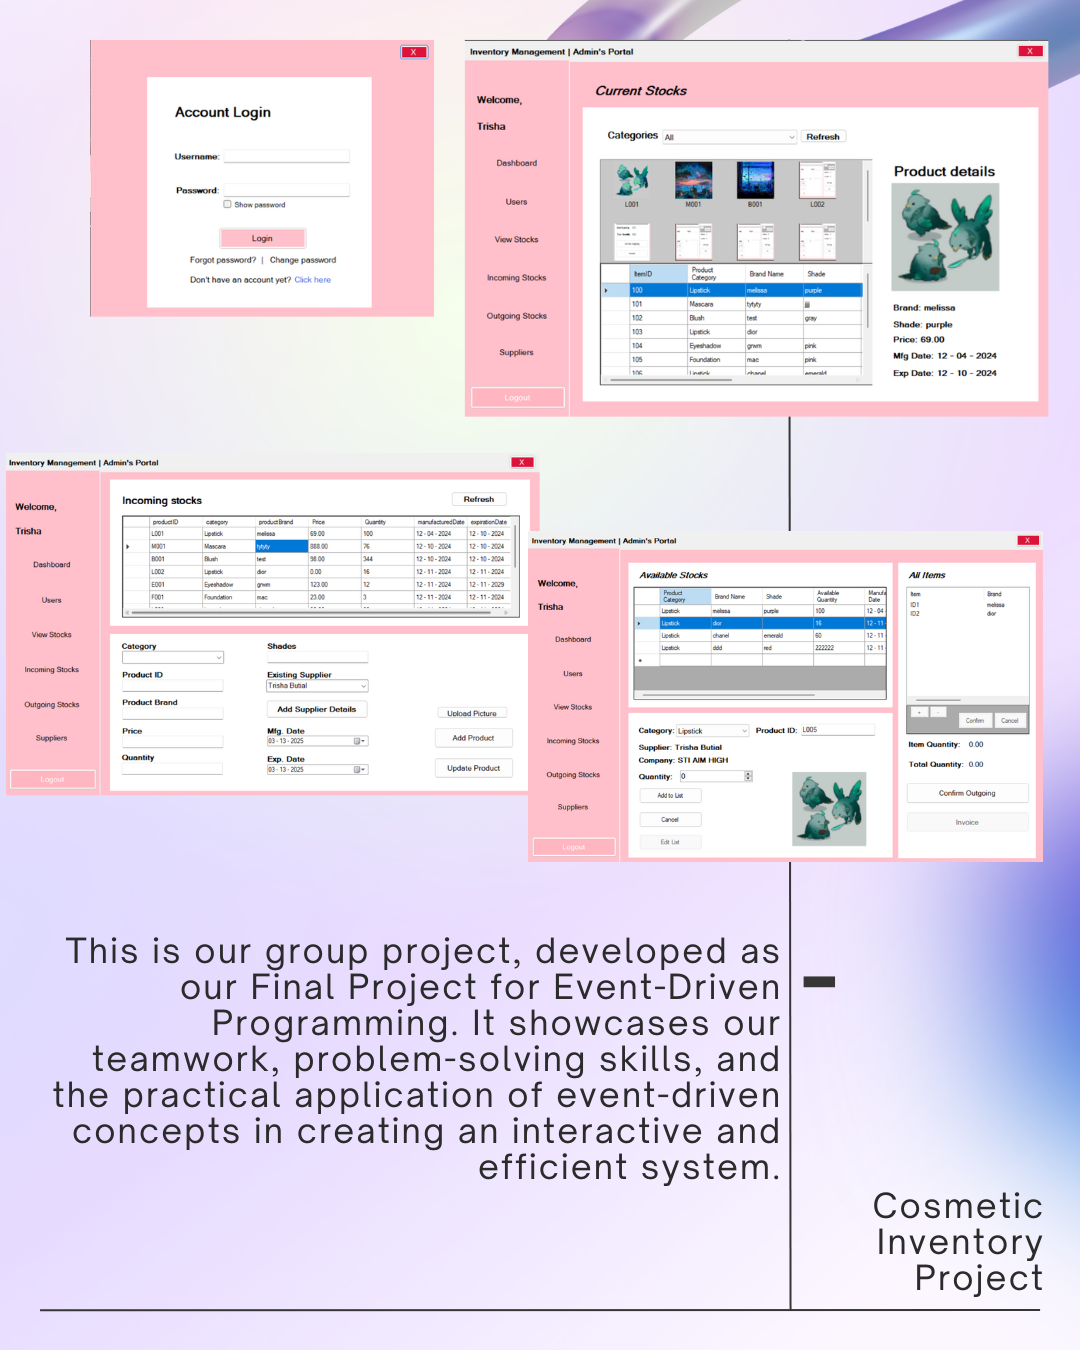 X
Account Login
Username:
Password:
Show password
Login
Forgot password? | Change password
Don't have an account yet? Click here
Inventory Management | Admin's Portal X
Welcome,
Trisha
Dashboard
Users
View Stocks
Incoming Stocks
Outgoing Stocks
Suppliers
Logout
Current Stocks
Categories All Refresh
L001 M001 B001 L002
ItemID Product Category Brand Name Shade
100 Lipstick melissa purple
101 Mascara tytyty
102 Blush test gray
103 Lipstick dior
104 Eyeshadow grwm pink
105 Foundation mac pink
106 Lipstick chanel emerald
Product details
Brand: melissa
Shade: purple
Price: 69.00
Mfg Date: 12 - 04 - 2024
Exp Date: 12 - 10 - 2024
Inventory Management | Admin's Portal X
Welcome,
Trisha
Dashboard
Users
View Stocks
Incoming Stocks
Outgoing Stocks
Suppliers
Logout
Incoming stocks Refresh
productID category productBrand Price Quantity manufacturedDate expirationDate
L001 Lipstick melissa 69.00 100 12 - 04 - 2024 12 - 10 - 2024
M001 Mascara tytyty 888.00 76 12 - 10 - 2024 12 - 10 - 2024
B001 Blush test 98.00 344 12 - 10 - 2024 12 - 10 - 2024
L002 Lipstick dior 0.00 16 12 - 11 - 2024 12 - 11 - 2024
E001 Eyeshadow grwm 123.00 12 12 - 11 - 2024 12 - 11 - 2029
F001 Foundation mac 23.00 3 12 - 11 - 2024 12 - 11 - 2024
Category
Product ID
Product Brand
Price
Quantity
Shades
Existing Supplier
Trisha Butial
Add Supplier Details
Mfg. Date
03 - 13 - 2025
Exp. Date
03 - 13 - 2025
Upload Picture
Add Product
Update Product
Inventory Management | Admin's Portal X
Welcome,
Trisha
Dashboard
Users
View Stocks
Incoming Stocks
Outgoing Stocks
Suppliers
Logout
Available Stocks
Product Category Brand Name Shade Available Quantity Manufa Date
Lipstick melissa purple 100 12 - 04
Lipstick dior 16 12 - 11
Lipstick chanel emerald 60 12 - 11
Lipstick ddd red 222222 12 - 11
Category: Lipstick Product ID: L005
Supplier: Trisha Butial
Company: STI AIM HIGH
Quantity: 0
Add to List
Cancel
Edit List
All Items
Item Brand
ID1 melissa
ID2 dior
+ - Confirm Cancel
Item Quantity: 0.00
Total Quantity: 0.00
Confirm Outgoing
Invoice
This is our group project, developed as
our Final Project for Event-Driven
Programming. It showcases our
teamwork, problem-solving skills, and
the practical application of event-driven
concepts in creating an interactive and
efficient system.
Cosmetic
Inventory
Project